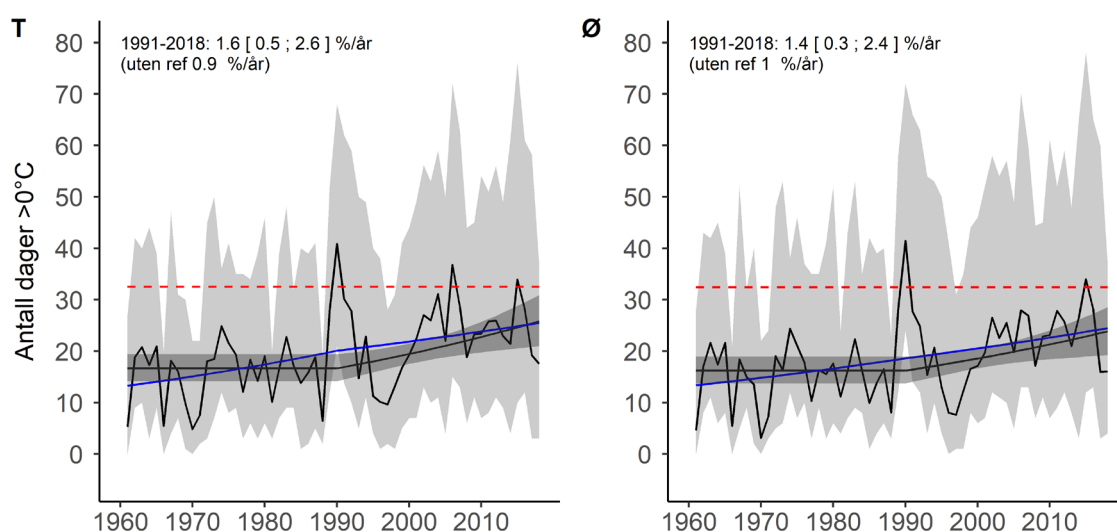 T
1991-2018: 1.6 [ 0.5 ; 2.6 ] %/år
(uten ref 0.9 %/år)
Antall dager >0°C
80
70
60
50
40
30
20
10
0
1960 1970 1980 1990 2000 2010
Ø
1991-2018: 1.4 [ 0.3 ; 2.4 ] %/år
(uten ref 1 %/år)
80
70
60
50
40
30
20
10
0
1960 1970 1980 1990 2000 2010